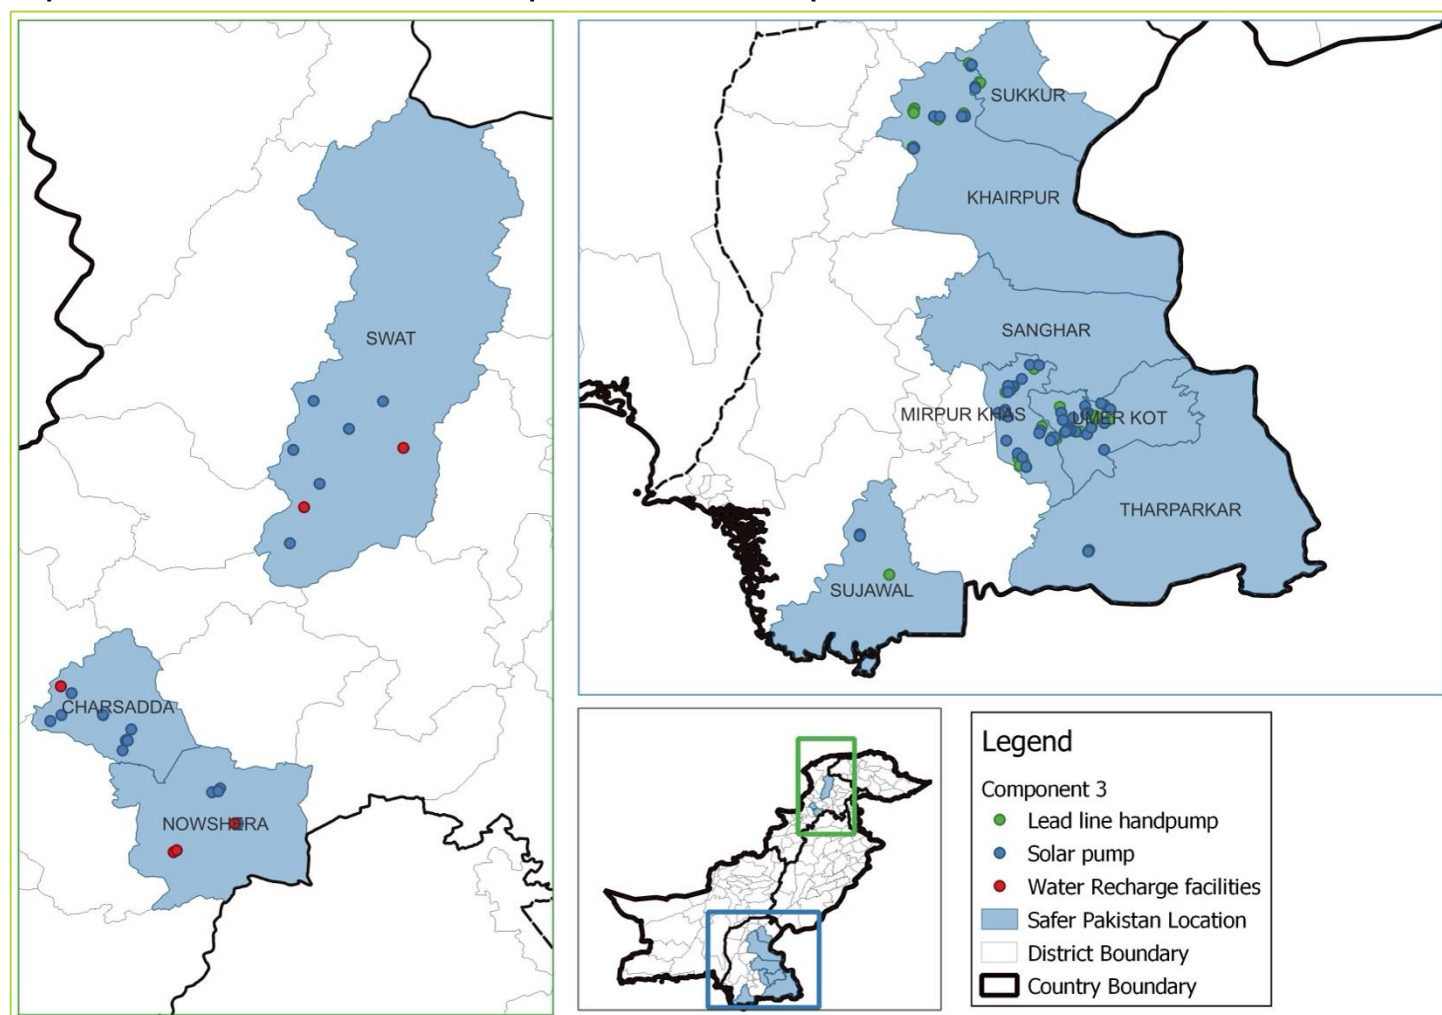 SWAT
CHARSADDA
NOWSHERA
SUKKUR
KHAIRPUR
SANGHAR
MIRPUR KHAS
UMER KOT
THARPARKAR
SUJAWAL
Legend
Component 3
Lead line handpump
Solar pump
Water Recharge facilities
Safer Pakistan Location
District Boundary
Country Boundary